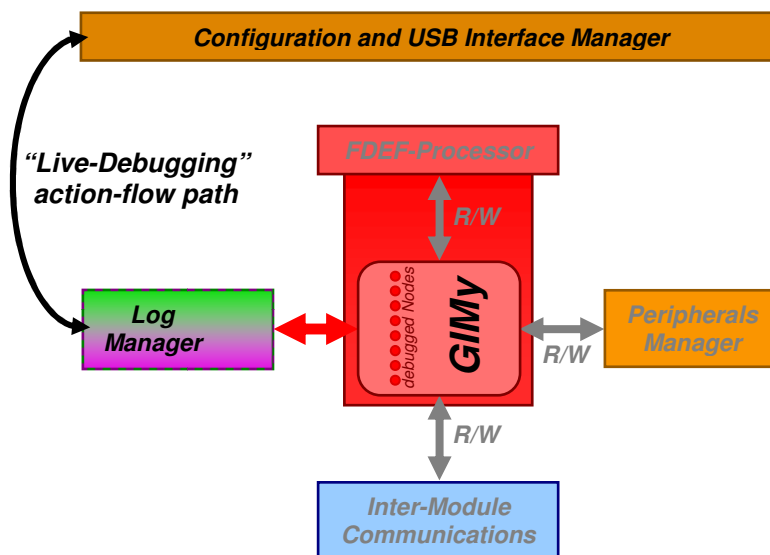 Configuration and USB Interface Manager
FDEF-Processor
“Live-Debugging”
action-flow path
R/W
debugged Nodes
GIMy
Log
Manager
R/W
Peripherals
Manager
R/W
Inter-Module
Communications